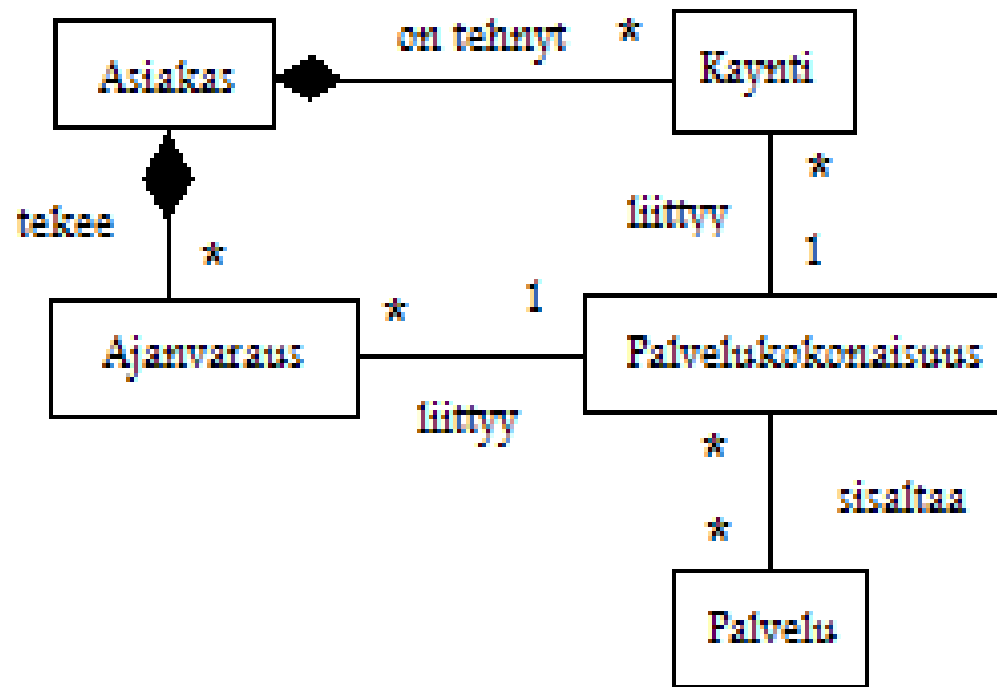 on tehnyt *
Asiakas
Kaynti
*
tekee
liittyy
*
1
* 1
Ajanvaraus
Palvelukokonaisuus
liittyy
*
sisaltaa
*
Palvelu